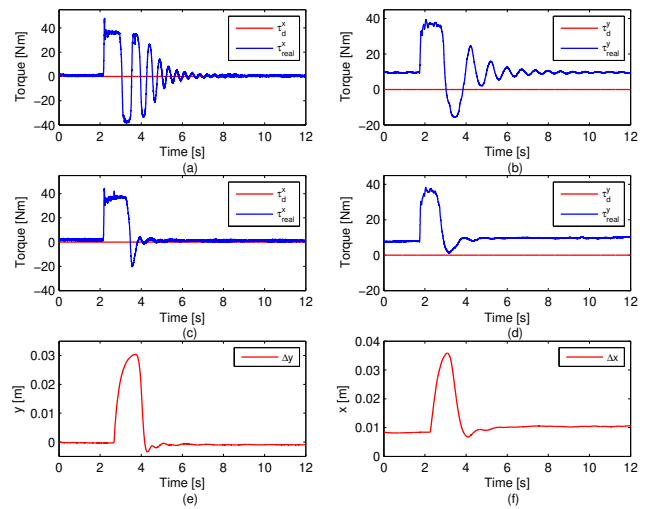 40
20
0
−20
−40
0 2 4 6 8 10 12
Torque [Nm]
Time [s]
τ_d^x
τ_real^x
(a)
40
20
0
−20
0 2 4 6 8 10 12
Torque [Nm]
Time [s]
τ_d^y
τ_real^y
(b)
40
20
0
−20
−40
0 2 4 6 8 10 12
Torque [Nm]
Time [s]
τ_d^x
τ_real^x
(c)
40
20
0
−20
0 2 4 6 8 10 12
Torque [Nm]
Time [s]
τ_d^y
τ_real^y
(d)
0.03
0.02
0.01
0
0 2 4 6 8 10 12
y [m]
Time [s]
Δy
(e)
0.04
0.03
0.02
0.01
0
0 2 4 6 8 10 12
x [m]
Time [s]
Δx
(f)